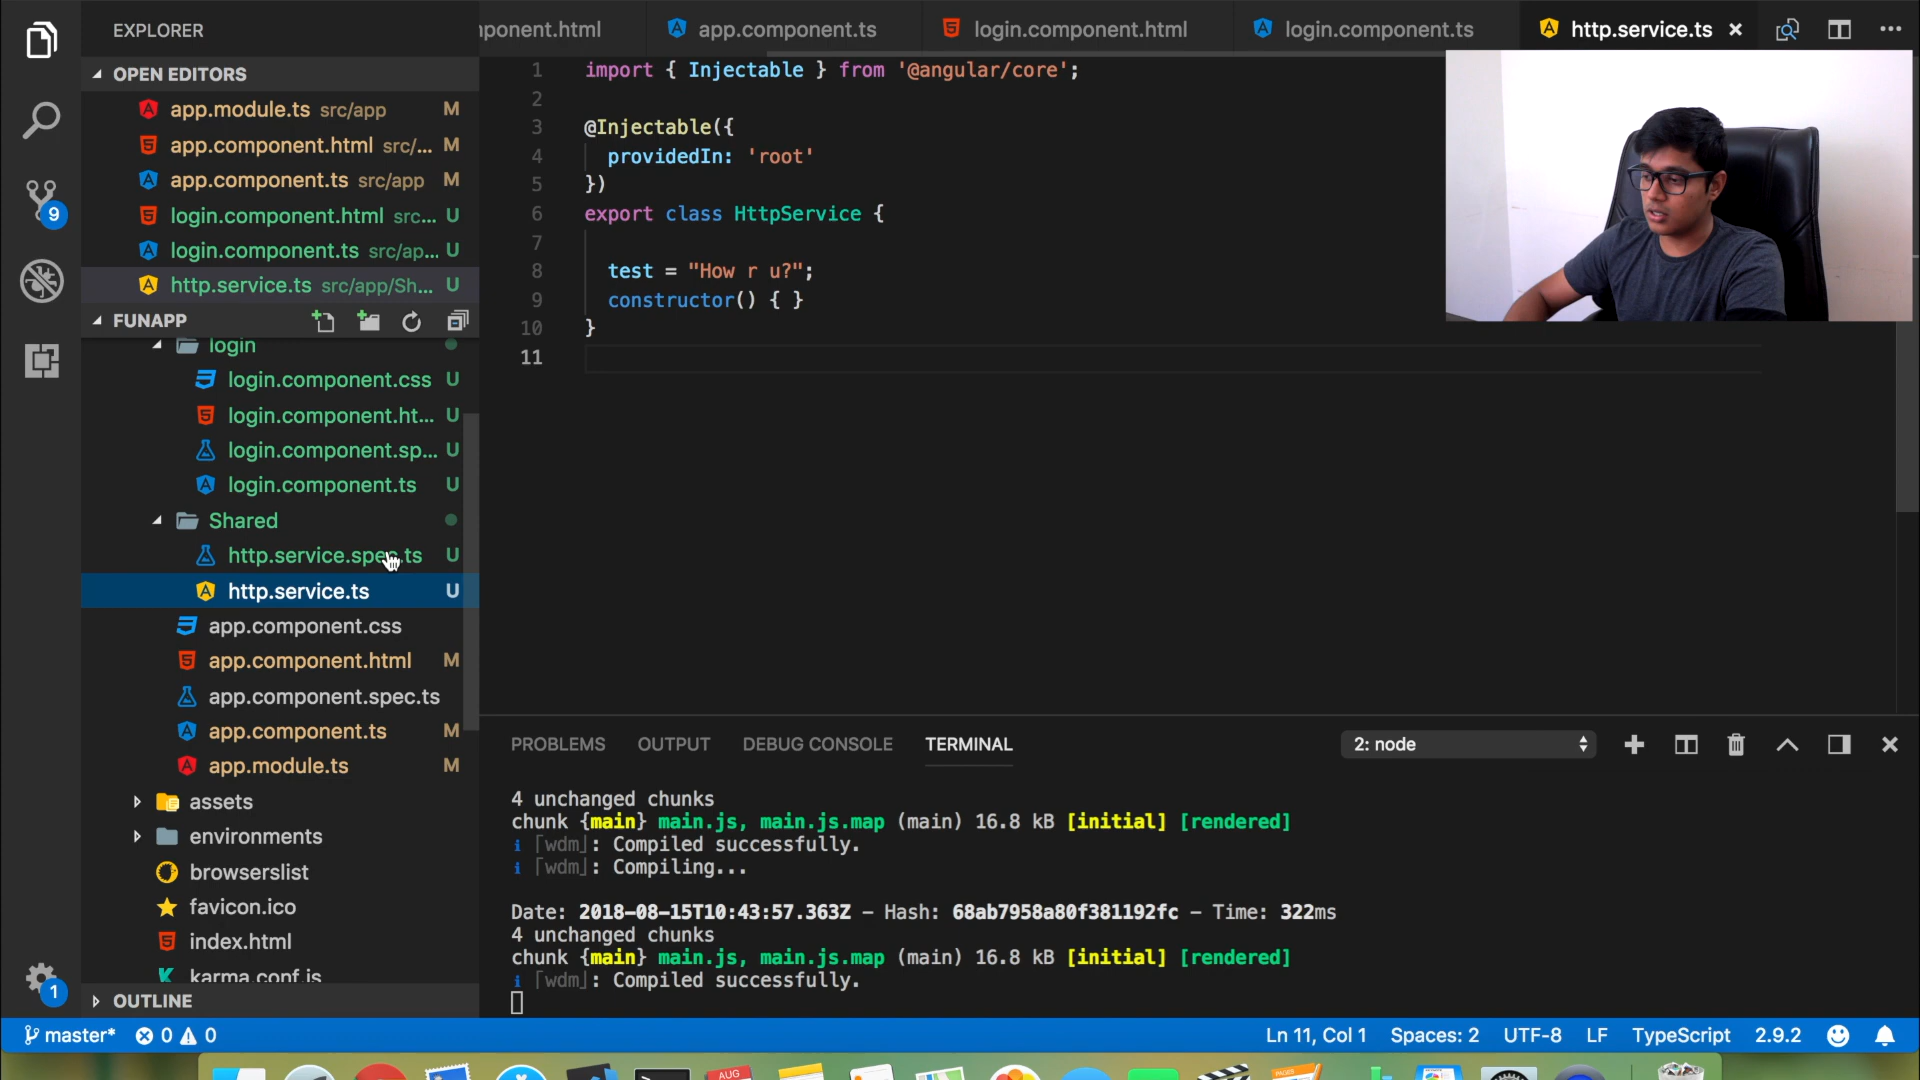 EXPLORER
ponent.html
app.component.ts
login.component.html
login.component.ts
http.service.ts
OPEN EDITORS
app.module.ts src/app M
app.component.html src/... M
app.component.ts src/app M
login.component.html src... U
login.component.ts src/ap... U
http.service.ts src/app/Sh... U
FUNAPP
login
login.component.css U
login.component.ht... U
login.component.sp... U
login.component.ts U
Shared
http.service.spec.ts U
http.service.ts U
app.component.css
app.component.html M
app.component.spec.ts
app.component.ts M
app.module.ts M
assets
environments
browserslist
favicon.ico
index.html
karma.conf.js
OUTLINE
9
1
1 import { Injectable } from '@angular/core';
2
3 @Injectable({
4 providedIn: 'root'
5 })
6 export class HttpService {
7
8 test = "How r u?";
9 constructor() { }
10 }
11
PROBLEMS OUTPUT DEBUG CONSOLE TERMINAL
2: node
4 unchanged chunks
chunk {main} main.js, main.js.map (main) 16.8 kB [initial] [rendered]
i ｢wdm｣: Compiled successfully.
i ｢wdm｣: Compiling...
Date: 2018-08-15T10:43:57.363Z - Hash: 68ab7958a80f381192fc - Time: 322ms
4 unchanged chunks
chunk {main} main.js, main.js.map (main) 16.8 kB [initial] [rendered]
i ｢wdm｣: Compiled successfully.
master* 0 0
Ln 11, Col 1 Spaces: 2 UTF-8 LF TypeScript 2.9.2
AUG